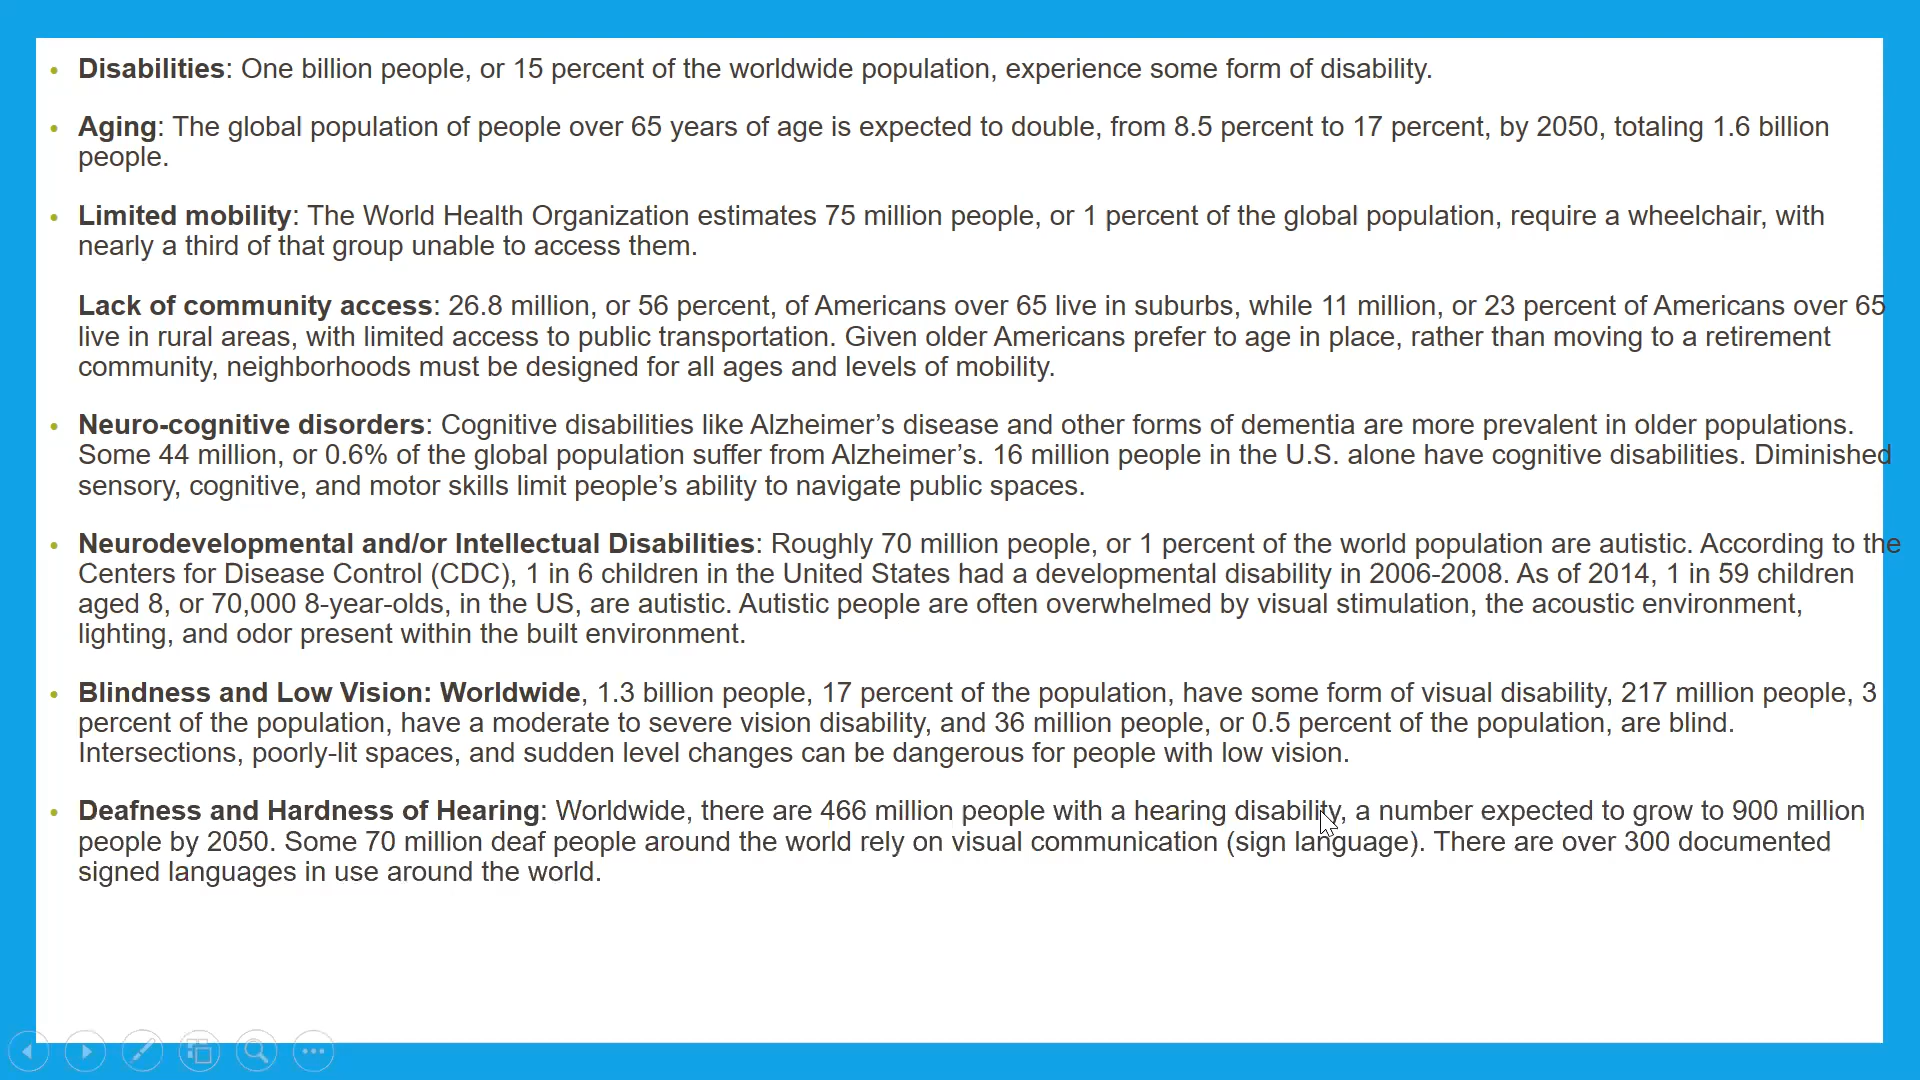 • Disabilities: One billion people, or 15 percent of the worldwide population, experience some form of disability.
• Aging: The global population of people over 65 years of age is expected to double, from 8.5 percent to 17 percent, by 2050, totaling 1.6 billion
people.
• Limited mobility: The World Health Organization estimates 75 million people, or 1 percent of the global population, require a wheelchair, with
nearly a third of that group unable to access them.
Lack of community access: 26.8 million, or 56 percent, of Americans over 65 live in suburbs, while 11 million, or 23 percent of Americans over 65
live in rural areas, with limited access to public transportation. Given older Americans prefer to age in place, rather than moving to a retirement
community, neighborhoods must be designed for all ages and levels of mobility.
• Neuro-cognitive disorders: Cognitive disabilities like Alzheimer’s disease and other forms of dementia are more prevalent in older populations.
Some 44 million, or 0.6% of the global population suffer from Alzheimer’s. 16 million people in the U.S. alone have cognitive disabilities. Diminished
sensory, cognitive, and motor skills limit people’s ability to navigate public spaces.
• Neurodevelopmental and/or Intellectual Disabilities: Roughly 70 million people, or 1 percent of the world population are autistic. According to the
Centers for Disease Control (CDC), 1 in 6 children in the United States had a developmental disability in 2006-2008. As of 2014, 1 in 59 children
aged 8, or 70,000 8-year-olds, in the US, are autistic. Autistic people are often overwhelmed by visual stimulation, the acoustic environment,
lighting, and odor present within the built environment.
• Blindness and Low Vision: Worldwide, 1.3 billion people, 17 percent of the population, have some form of visual disability, 217 million people, 3
percent of the population, have a moderate to severe vision disability, and 36 million people, or 0.5 percent of the population, are blind.
Intersections, poorly-lit spaces, and sudden level changes can be dangerous for people with low vision.
• Deafness and Hardness of Hearing: Worldwide, there are 466 million people with a hearing disability, a number expected to grow to 900 million
people by 2050. Some 70 million deaf people around the world rely on visual communication (sign language). There are over 300 documented
signed languages in use around the world.